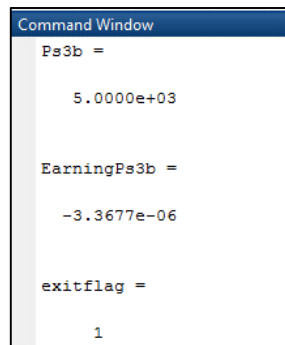 Command Window
Ps3b =
5.0000e+03
EarningPs3b =
-3.3677e-06
exitflag =
1